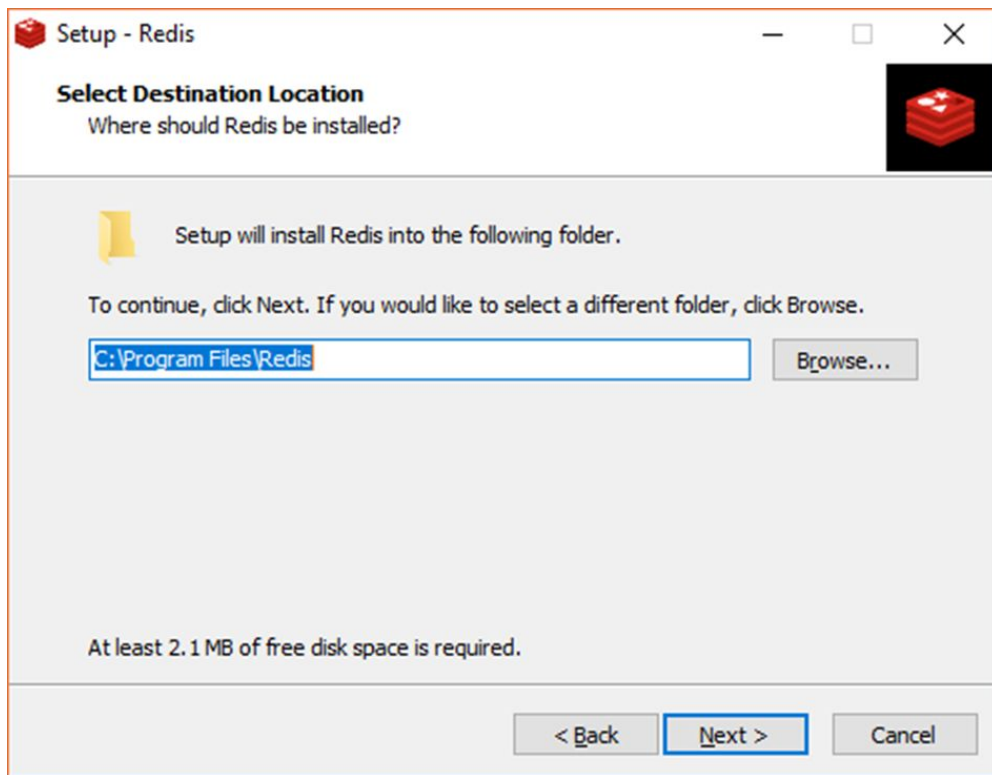 Setup - Redis
Select Destination Location
Where should Redis be installed?
Setup will install Redis into the following folder.
To continue, click Next. If you would like to select a different folder, click Browse.
C:\Program Files\Redis
Browse...
At least 2.1 MB of free disk space is required.
< Back
Next >
Cancel